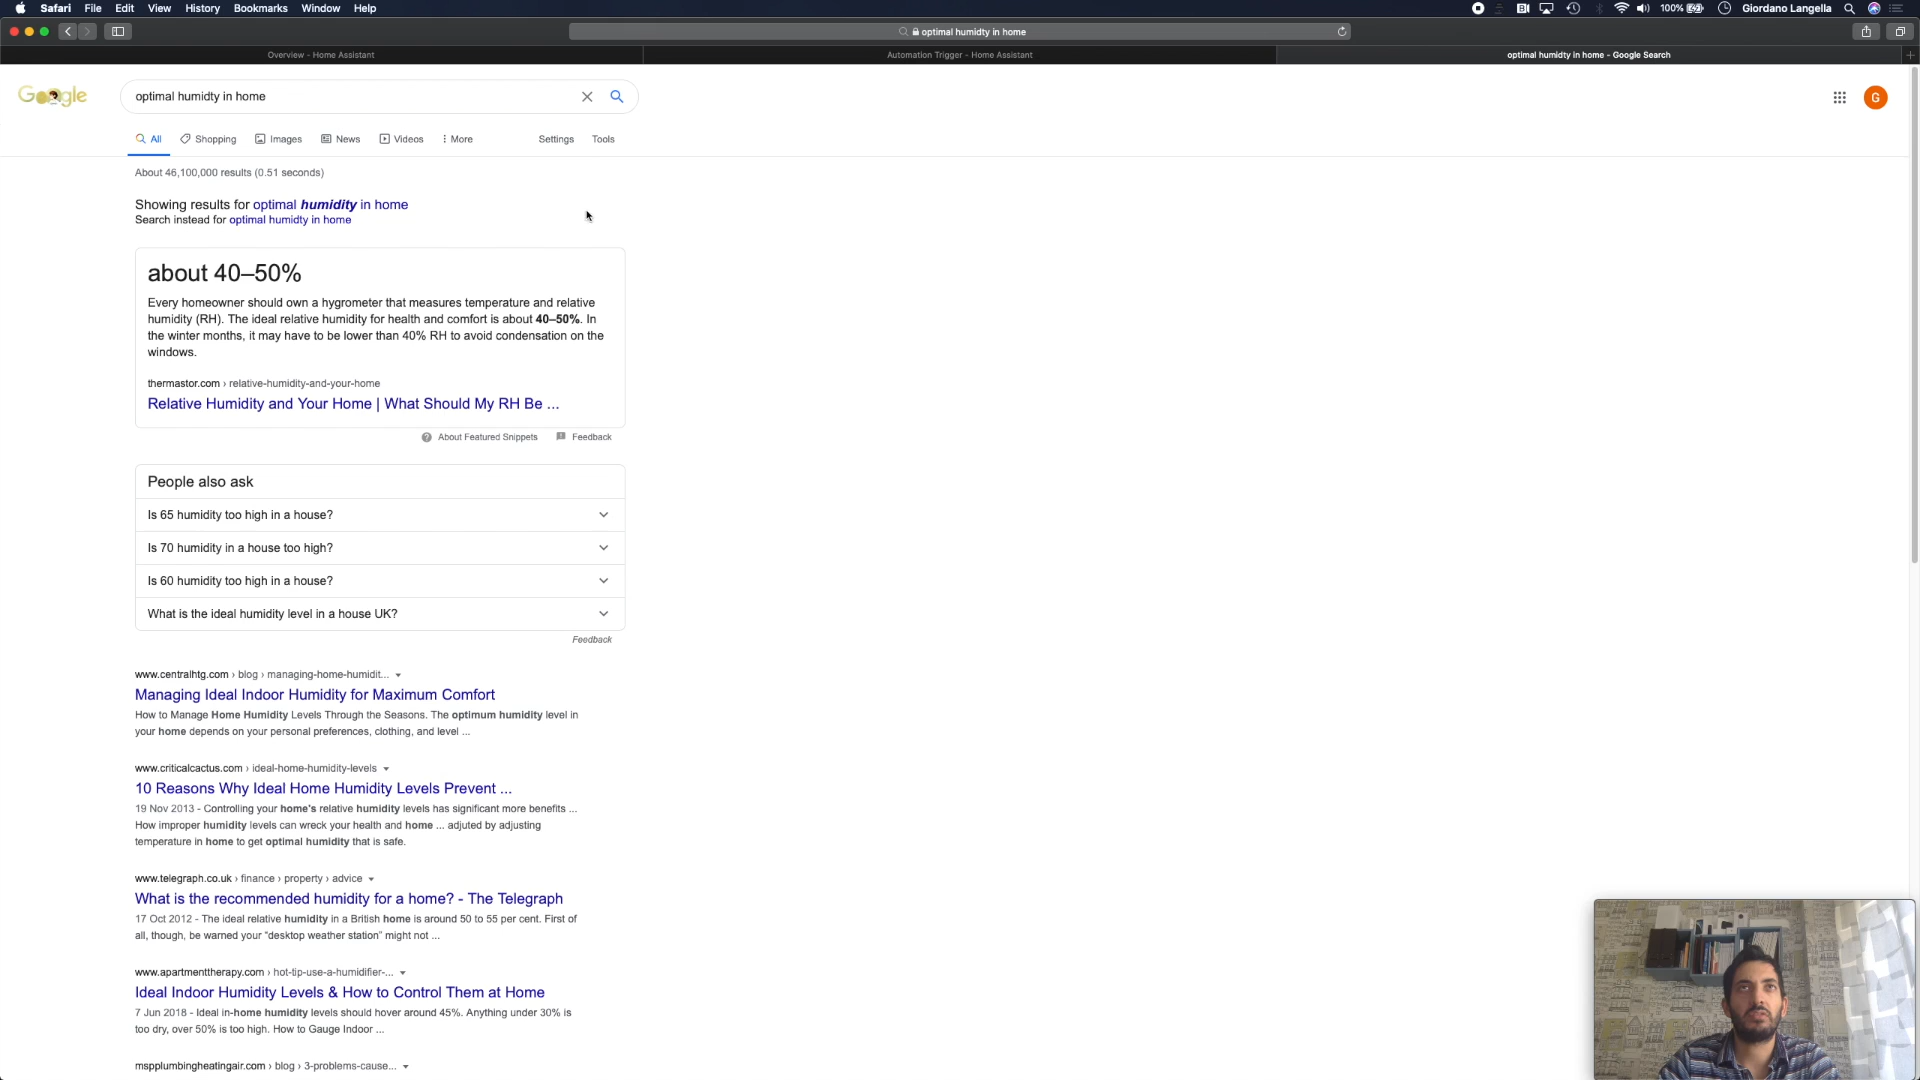 Safari File Edit View History Bookmarks Window Help 100% Giordano Langella
optimal humidty in home
Overview - Home Assistant Automation Trigger - Home Assistant optimal humidty in home - Google Search
Google optimal humidty in home G
All Shopping Images News Videos More Settings Tools
About 46,100,000 results (0.51 seconds)
Showing results for optimal humidity in home
Search instead for optimal humidty in home
about 40–50%
Every homeowner should own a hygrometer that measures temperature and relative
humidity (RH). The ideal relative humidity for health and comfort is about 40–50%. In
the winter months, it may have to be lower than 40% RH to avoid condensation on the
windows.
thermastor.com › relative-humidity-and-your-home
Relative Humidity and Your Home | What Should My RH Be ...
About Featured Snippets Feedback
People also ask
Is 65 humidity too high in a house?
Is 70 humidity in a house too high?
Is 60 humidity too high in a house?
What is the ideal humidity level in a house UK?
Feedback
www.centralhtg.com › blog › managing-home-humidit...
Managing Ideal Indoor Humidity for Maximum Comfort
How to Manage Home Humidity Levels Through the Seasons. The optimum humidity level in
your home depends on your personal preferences, clothing, and level ...
www.criticalcactus.com › ideal-home-humidity-levels
10 Reasons Why Ideal Home Humidity Levels Prevent ...
19 Nov 2013 - Controlling your home's relative humidity levels has significant more benefits ...
How improper humidity levels can wreck your health and home ... adjuted by adjusting
temperature in home to get optimal humidity that is safe.
www.telegraph.co.uk › finance › property › advice
What is the recommended humidity for a home? - The Telegraph
17 Oct 2012 - The ideal relative humidity in a British home is around 50 to 55 per cent. First of
all, though, be warned your "desktop weather station" might not ...
www.apartmenttherapy.com › hot-tip-use-a-humidifier-...
Ideal Indoor Humidity Levels & How to Control Them at Home
7 Jun 2018 - Ideal in-home humidity levels should hover around 45%. Anything under 30% is
too dry, over 50% is too high. How to Gauge Indoor ...
mspplumbingheatingair.com › blog › 3-problems-cause...